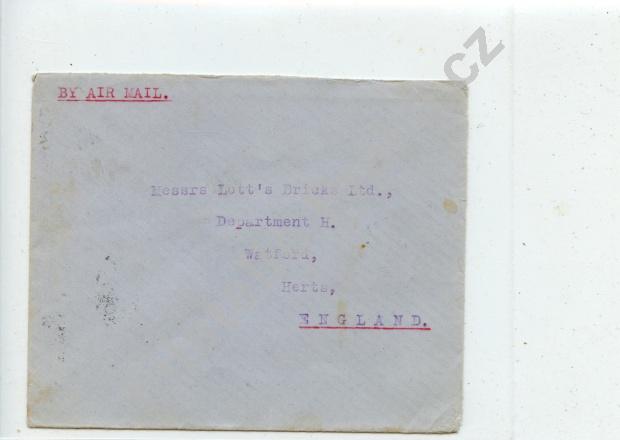 BY AIR MAIL.
Messrs Lott's Bricks Ltd.,
Department H.
Watford,
Herts,
ENGLAND.
CZ